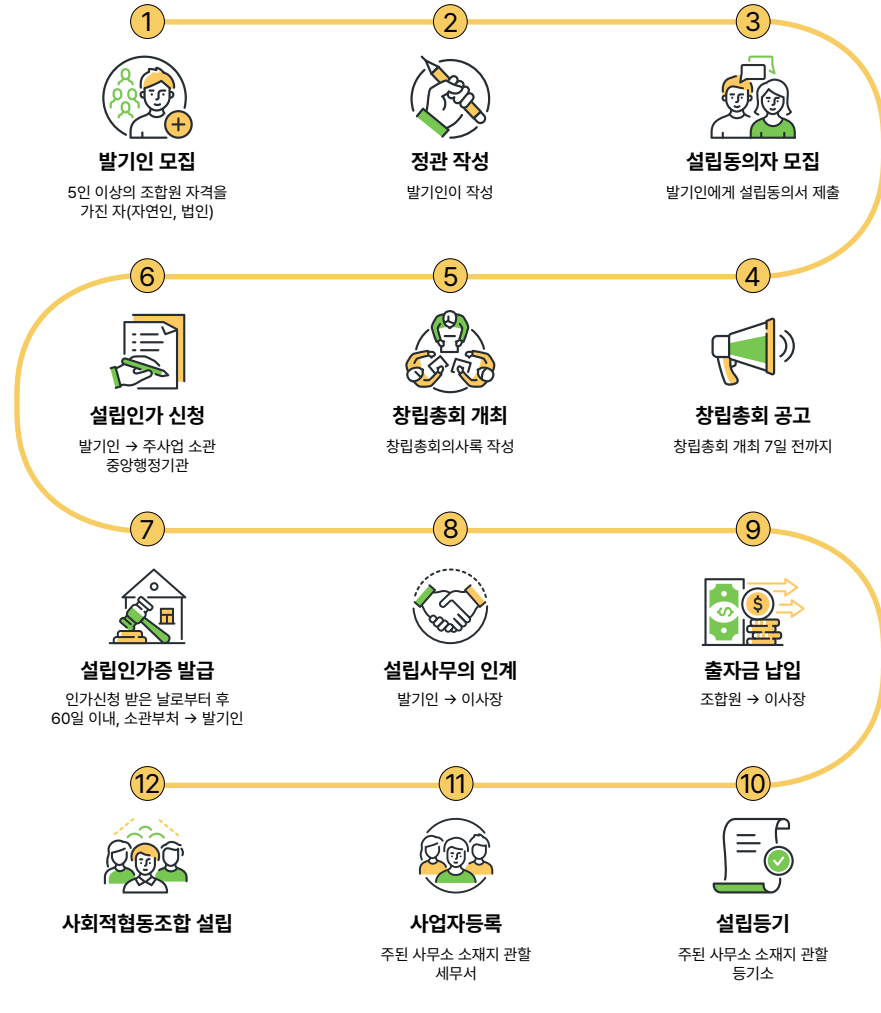 1
발기인 모집
5인 이상의 조합원 자격을
가진 자(자연인, 법인)
2
정관 작성
발기인이 작성
3
설립동의자 모집
발기인에게 설립동의서 제출
4
창립총회 공고
창립총회 개최 7일 전까지
5
창립총회 개최
창립총회의사록 작성
6
설립인가 신청
발기인 → 주사업 소관
중앙행정기관
7
설립인가증 발급
인가신청 받은 날로부터 후
60일 이내, 소관부처 → 발기인
8
설립사무의 인계
발기인 → 이사장
9
$
$
출자금 납입
조합원 → 이사장
10
설립등기
주된 사무소 소재지 관할
등기소
11
사업자등록
주된 사무소 소재지 관할
세무서
12
사회적협동조합 설립